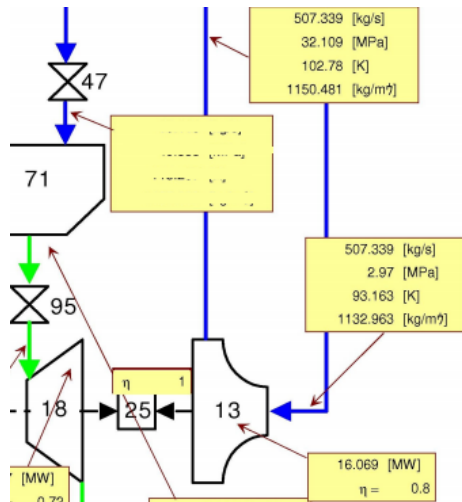 507.339 [kg/s]
32.109 [MPa]
102.78 [K]
1150.481 [kg/m³]
47
71
507.339 [kg/s]
2.97 [MPa]
93.163 [K]
1132.963 [kg/m³]
95
η 1
18
25
13
[MW]
16.069 [MW]
η = 0.8